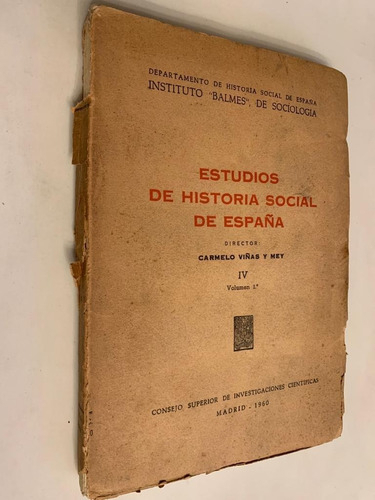 DEPARTAMENTO DE HISTORIA SOCIAL DE ESPAÑA
INSTITUTO "BALMES", DE SOCIOLOGIA
ESTUDIOS
DE HISTORIA SOCIAL
DE ESPAÑA
DIRECTOR
CARMELO VIÑAS Y MEY
IV
Volumen 1.º
CONSEJO SUPERIOR DE INVESTIGACIONES CIENTIFICAS
MADRID - 1960